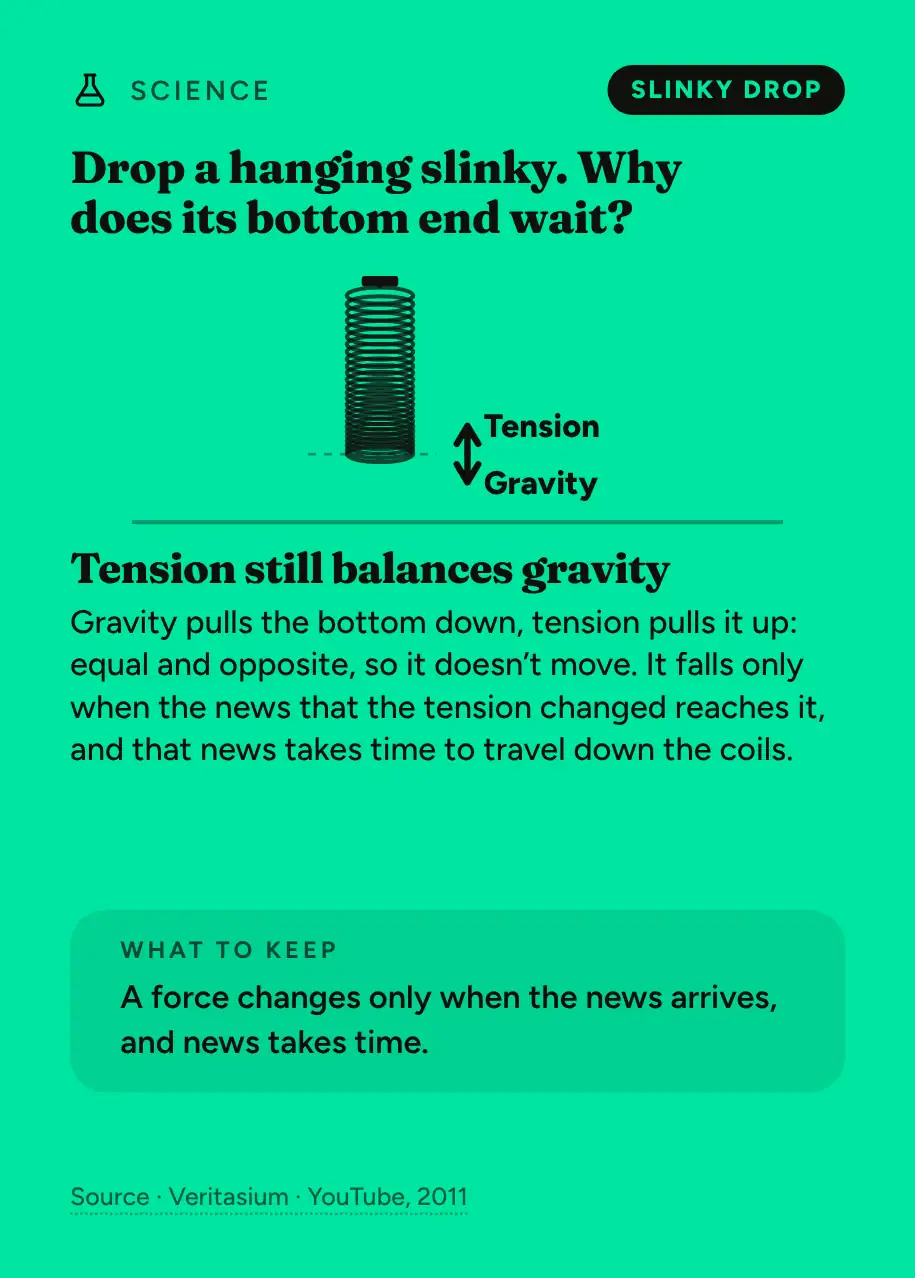 SCIENCE
SLINKY DROP
Drop a hanging slinky. Why
does its bottom end wait?
Tension
Gravity
Tension still balances gravity
Gravity pulls the bottom down, tension pulls it up:
equal and opposite, so it doesn’t move. It falls only
when the news that the tension changed reaches it,
and that news takes time to travel down the coils.
WHAT TO KEEP
A force changes only when the news arrives,
and news takes time.
Source · Veritasium · YouTube, 2011